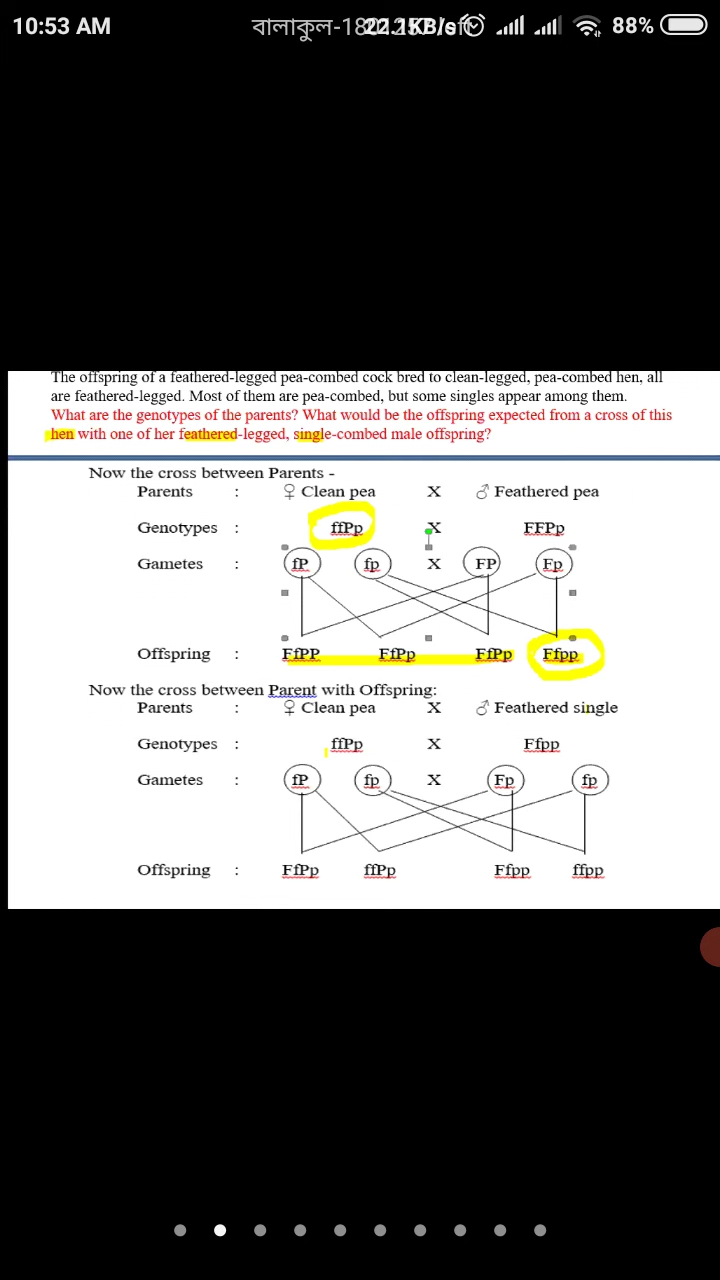 10:53 AM বালাকুল-18 22.1KB/s 88%
The offspring of a feathered-legged pea-combed cock bred to clean-legged, pea-combed hen, all
are feathered-legged. Most of them are pea-combed, but some singles appear among them.
What are the genotypes of the parents? What would be the offspring expected from a cross of this
hen with one of her feathered-legged, single-combed male offspring?
Now the cross between Parents -
Parents : ♀ Clean pea X ♂ Feathered pea
Genotypes : ffPp X FFPp
Gametes : fP fp X FP Fp
Offspring : FfPP FfPp FfPp Ffpp
Now the cross between Parent with Offspring:
Parents : ♀ Clean pea X ♂ Feathered single
Genotypes : ffPp X Ffpp
Gametes : fP fp X Fp fp
Offspring : FfPp ffPp Ffpp ffpp